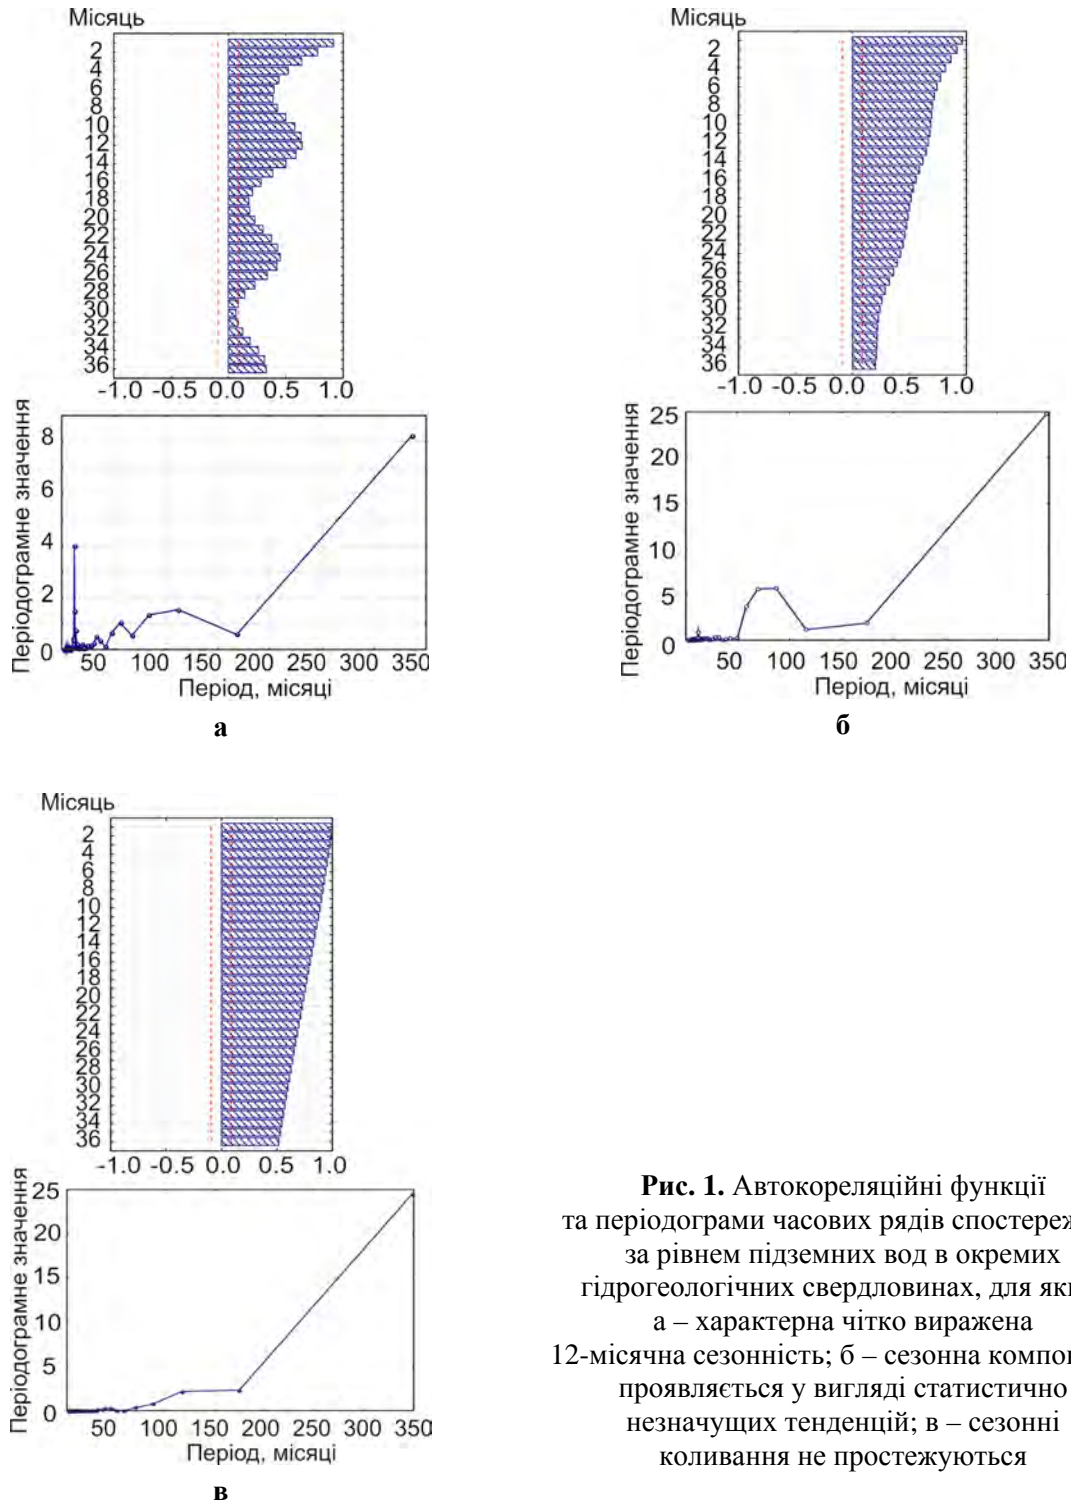 Місяць
2
4
6
8
10
12
14
16
18
20
22
24
26
28
30
32
34
36
-1.0 -0.5 0.0 0.5 1.0
Періодограмне значення
8
6
4
2
0
50 100 150 200 250 300 350
Період, місяці
а
Місяць
2
4
6
8
10
12
14
16
18
20
22
24
26
28
30
32
34
36
-1.0 -0.5 0.0 0.5 1.0
Періодограмне значення
25
20
15
10
5
0
50 100 150 200 250 300 350
Період, місяці
б
Місяць
2
4
6
8
10
12
14
16
18
20
22
24
26
28
30
32
34
36
-1.0 -0.5 0.0 0.5 1.0
Періодограмне значення
25
20
15
10
5
0
50 100 150 200 250 300 350
Період, місяці
в
Рис. 1. Автокореляційні функції
та періодограми часових рядів
за рівнем підземних вод в окремих
гідрогеологічних свердловинах, для
а – характерна чітко виражена
12-місячна сезонність; б – сезонна
проявляється у вигляді статистично
незначущих тенденцій; в – сезонні
коливання не простежуються